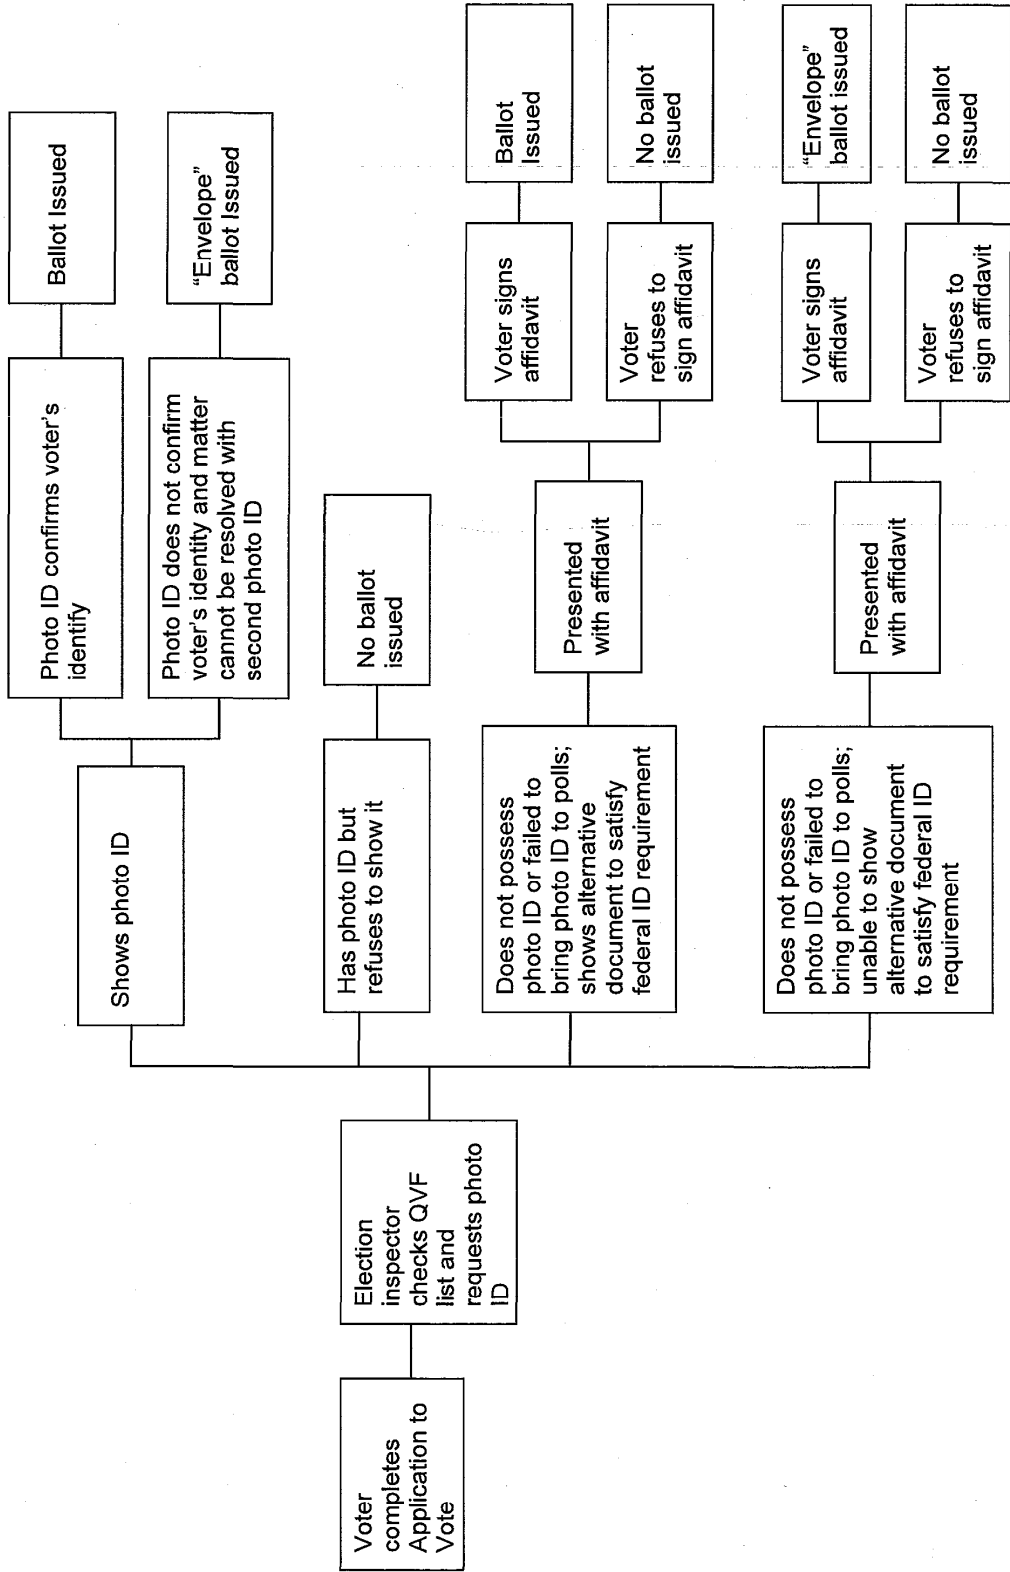 Voter
completes
Application to
Vote
Election
inspector
checks QVF
list and
requests photo
ID
Shows photo ID
Photo ID confirms voter's
identify
Ballot Issued
Photo ID does not confirm
voter's identity and matter
cannot be resolved with
second photo ID
"Envelope"
ballot Issued
Has photo ID but
refuses to show it
No ballot
issued
Does not possess
photo ID or failed to
bring photo ID to polls;
shows alternative
document to satisfy
federal ID requirement
Presented
with affidavit
Voter signs
affidavit
Ballot
Issued
Voter
refuses to
sign affidavit
No ballot
issued
Does not possess
photo ID or failed to
bring photo ID to polls;
unable to show
alternative document
to satisfy federal ID
requirement
Presented
with affidavit
Voter signs
affidavit
"Envelope"
ballot issued
Voter
refuses to
sign affidavit
No ballot
issued